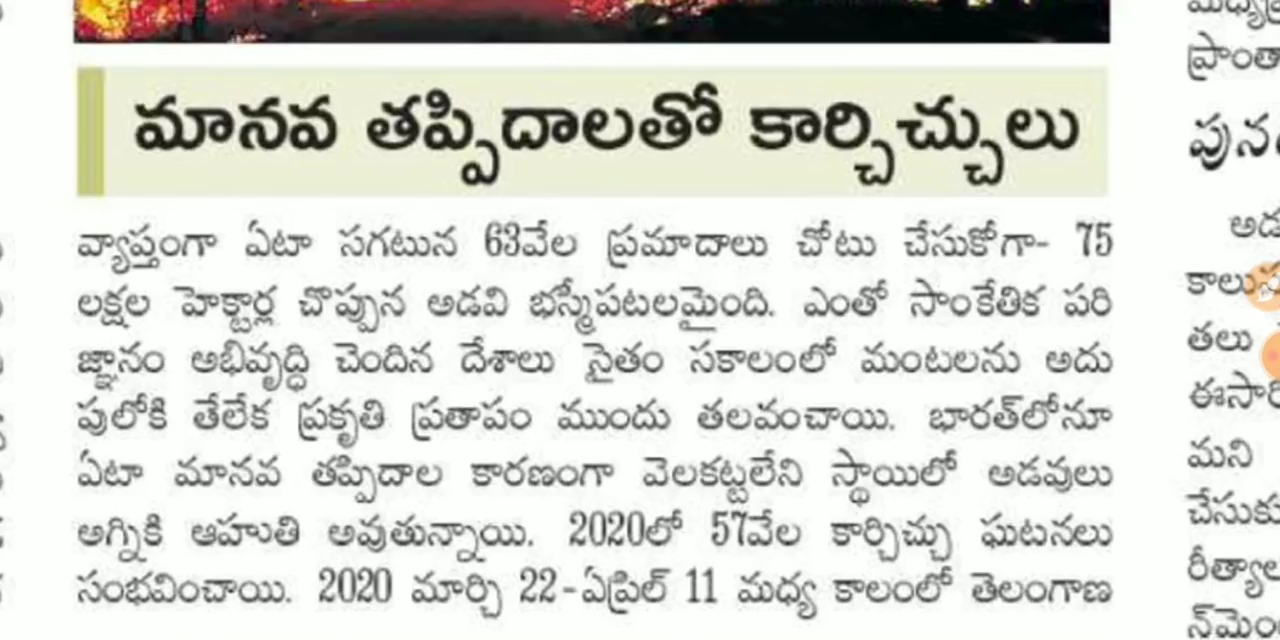 మానవ తప్పిదాలతో కార్చిచ్చులు
వ్యాప్తంగా ఏటా సగటున 63వేల ప్రమాదాలు చోటు చేసుకోగా- 75
లక్షల హెక్టార్ల చొప్పున అడవి భస్మీపటలమైంది. ఎంతో సాంకేతిక పరి
జ్ఞానం అభివృద్ధి చెందిన దేశాలు సైతం సకాలంలో మంటలను అదు
పులోకి తేలేక ప్రకృతి ప్రతాపం ముందు తలవంచాయి. భారత్‌లోనూ
ఏటా మానవ తప్పిదాల కారణంగా వెలకట్టలేని స్థాయిలో అడవులు
అగ్నికి ఆహుతి అవుతున్నాయి. 2020లో 57వేల కార్చిచ్చు ఘటనలు
సంభవించాయి. 2020 మార్చి 22-ఏప్రిల్ 11 మధ్య కాలంలో తెలంగాణ
తలు
మని